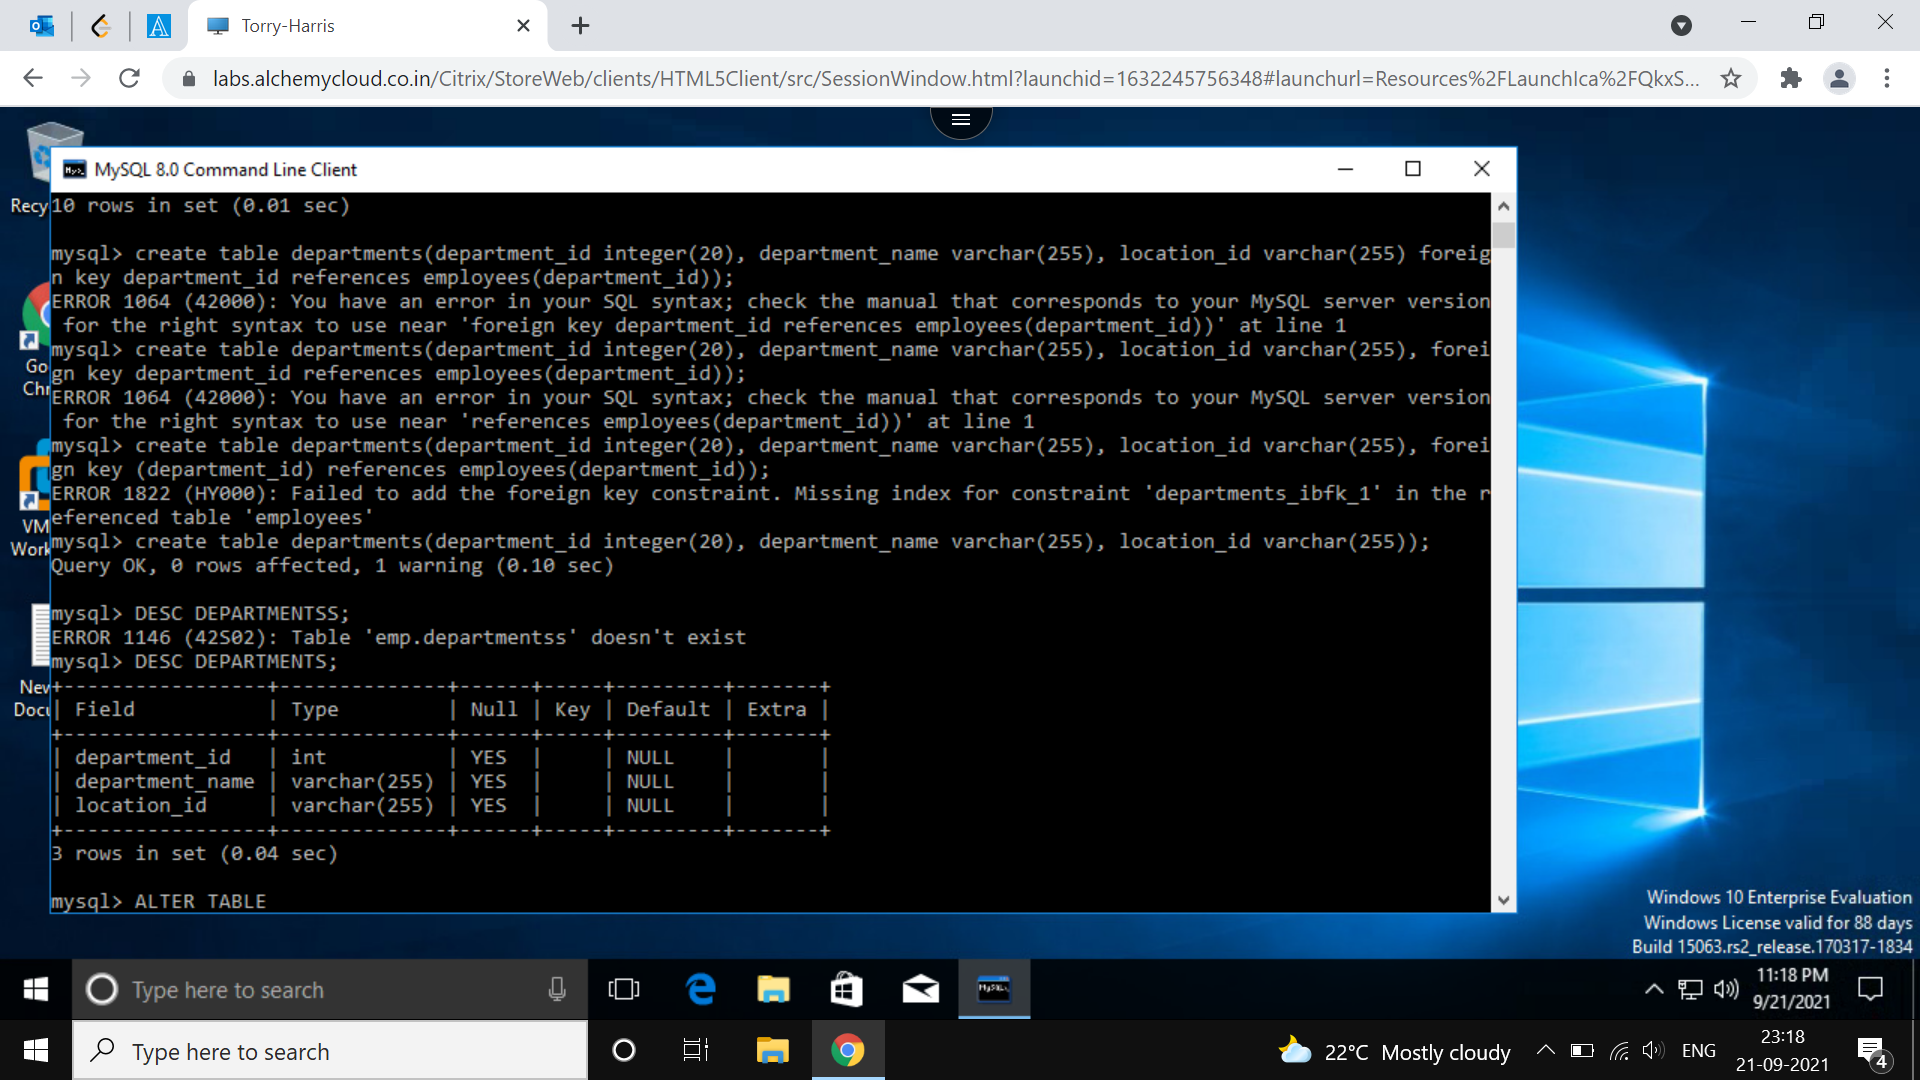 Torry-Harris
labs.alchemycloud.co.in/Citrix/StoreWeb/clients/HTML5Client/src/SessionWindow.html?launchid=1632245756348#launchurl=Resources%2FLaunchIca%2FQkxS...
MySQL 8.0 Command Line Client
Recy
10 rows in set (0.01 sec)
mysql> create table departments(department_id integer(20), department_name varchar(255), location_id varchar(255) foreig
n key department_id references employees(department_id));
ERROR 1064 (42000): You have an error in your SQL syntax; check the manual that corresponds to your MySQL server version
for the right syntax to use near 'foreign key department_id references employees(department_id))' at line 1
mysql> create table departments(department_id integer(20), department_name varchar(255), location_id varchar(255), forei
gn key department_id references employees(department_id));
ERROR 1064 (42000): You have an error in your SQL syntax; check the manual that corresponds to your MySQL server version
for the right syntax to use near 'references employees(department_id))' at line 1
mysql> create table departments(department_id integer(20), department_name varchar(255), location_id varchar(255), forei
gn key (department_id) references employees(department_id));
ERROR 1822 (HY000): Failed to add the foreign key constraint. Missing index for constraint 'departments_ibfk_1' in the r
eferenced table 'employees'
mysql> create table departments(department_id integer(20), department_name varchar(255), location_id varchar(255));
Query OK, 0 rows affected, 1 warning (0.10 sec)
mysql> DESC DEPARTMENTSS;
ERROR 1146 (42S02): Table 'emp.departmentss' doesn't exist
mysql> DESC DEPARTMENTS;
+-----------------+--------------+------+-----+---------+-------+
| Field           | Type         | Null | Key | Default | Extra |
+-----------------+--------------+------+-----+---------+-------+
| department_id   | int          | YES  |     | NULL    |       |
| department_name | varchar(255) | YES  |     | NULL    |       |
| location_id     | varchar(255) | YES  |     | NULL    |       |
+-----------------+--------------+------+-----+---------+-------+
3 rows in set (0.04 sec)
mysql> ALTER TABLE
Go
Chr
VM
Work
New
Docu
Windows 10 Enterprise Evaluation
Windows License valid for 88 days
Build 15063.rs2_release.170317-1834
Type here to search
MySQL
11:18 PM
9/21/2021
Type here to search
22°C Mostly cloudy
ENG
23:18
21-09-2021
4